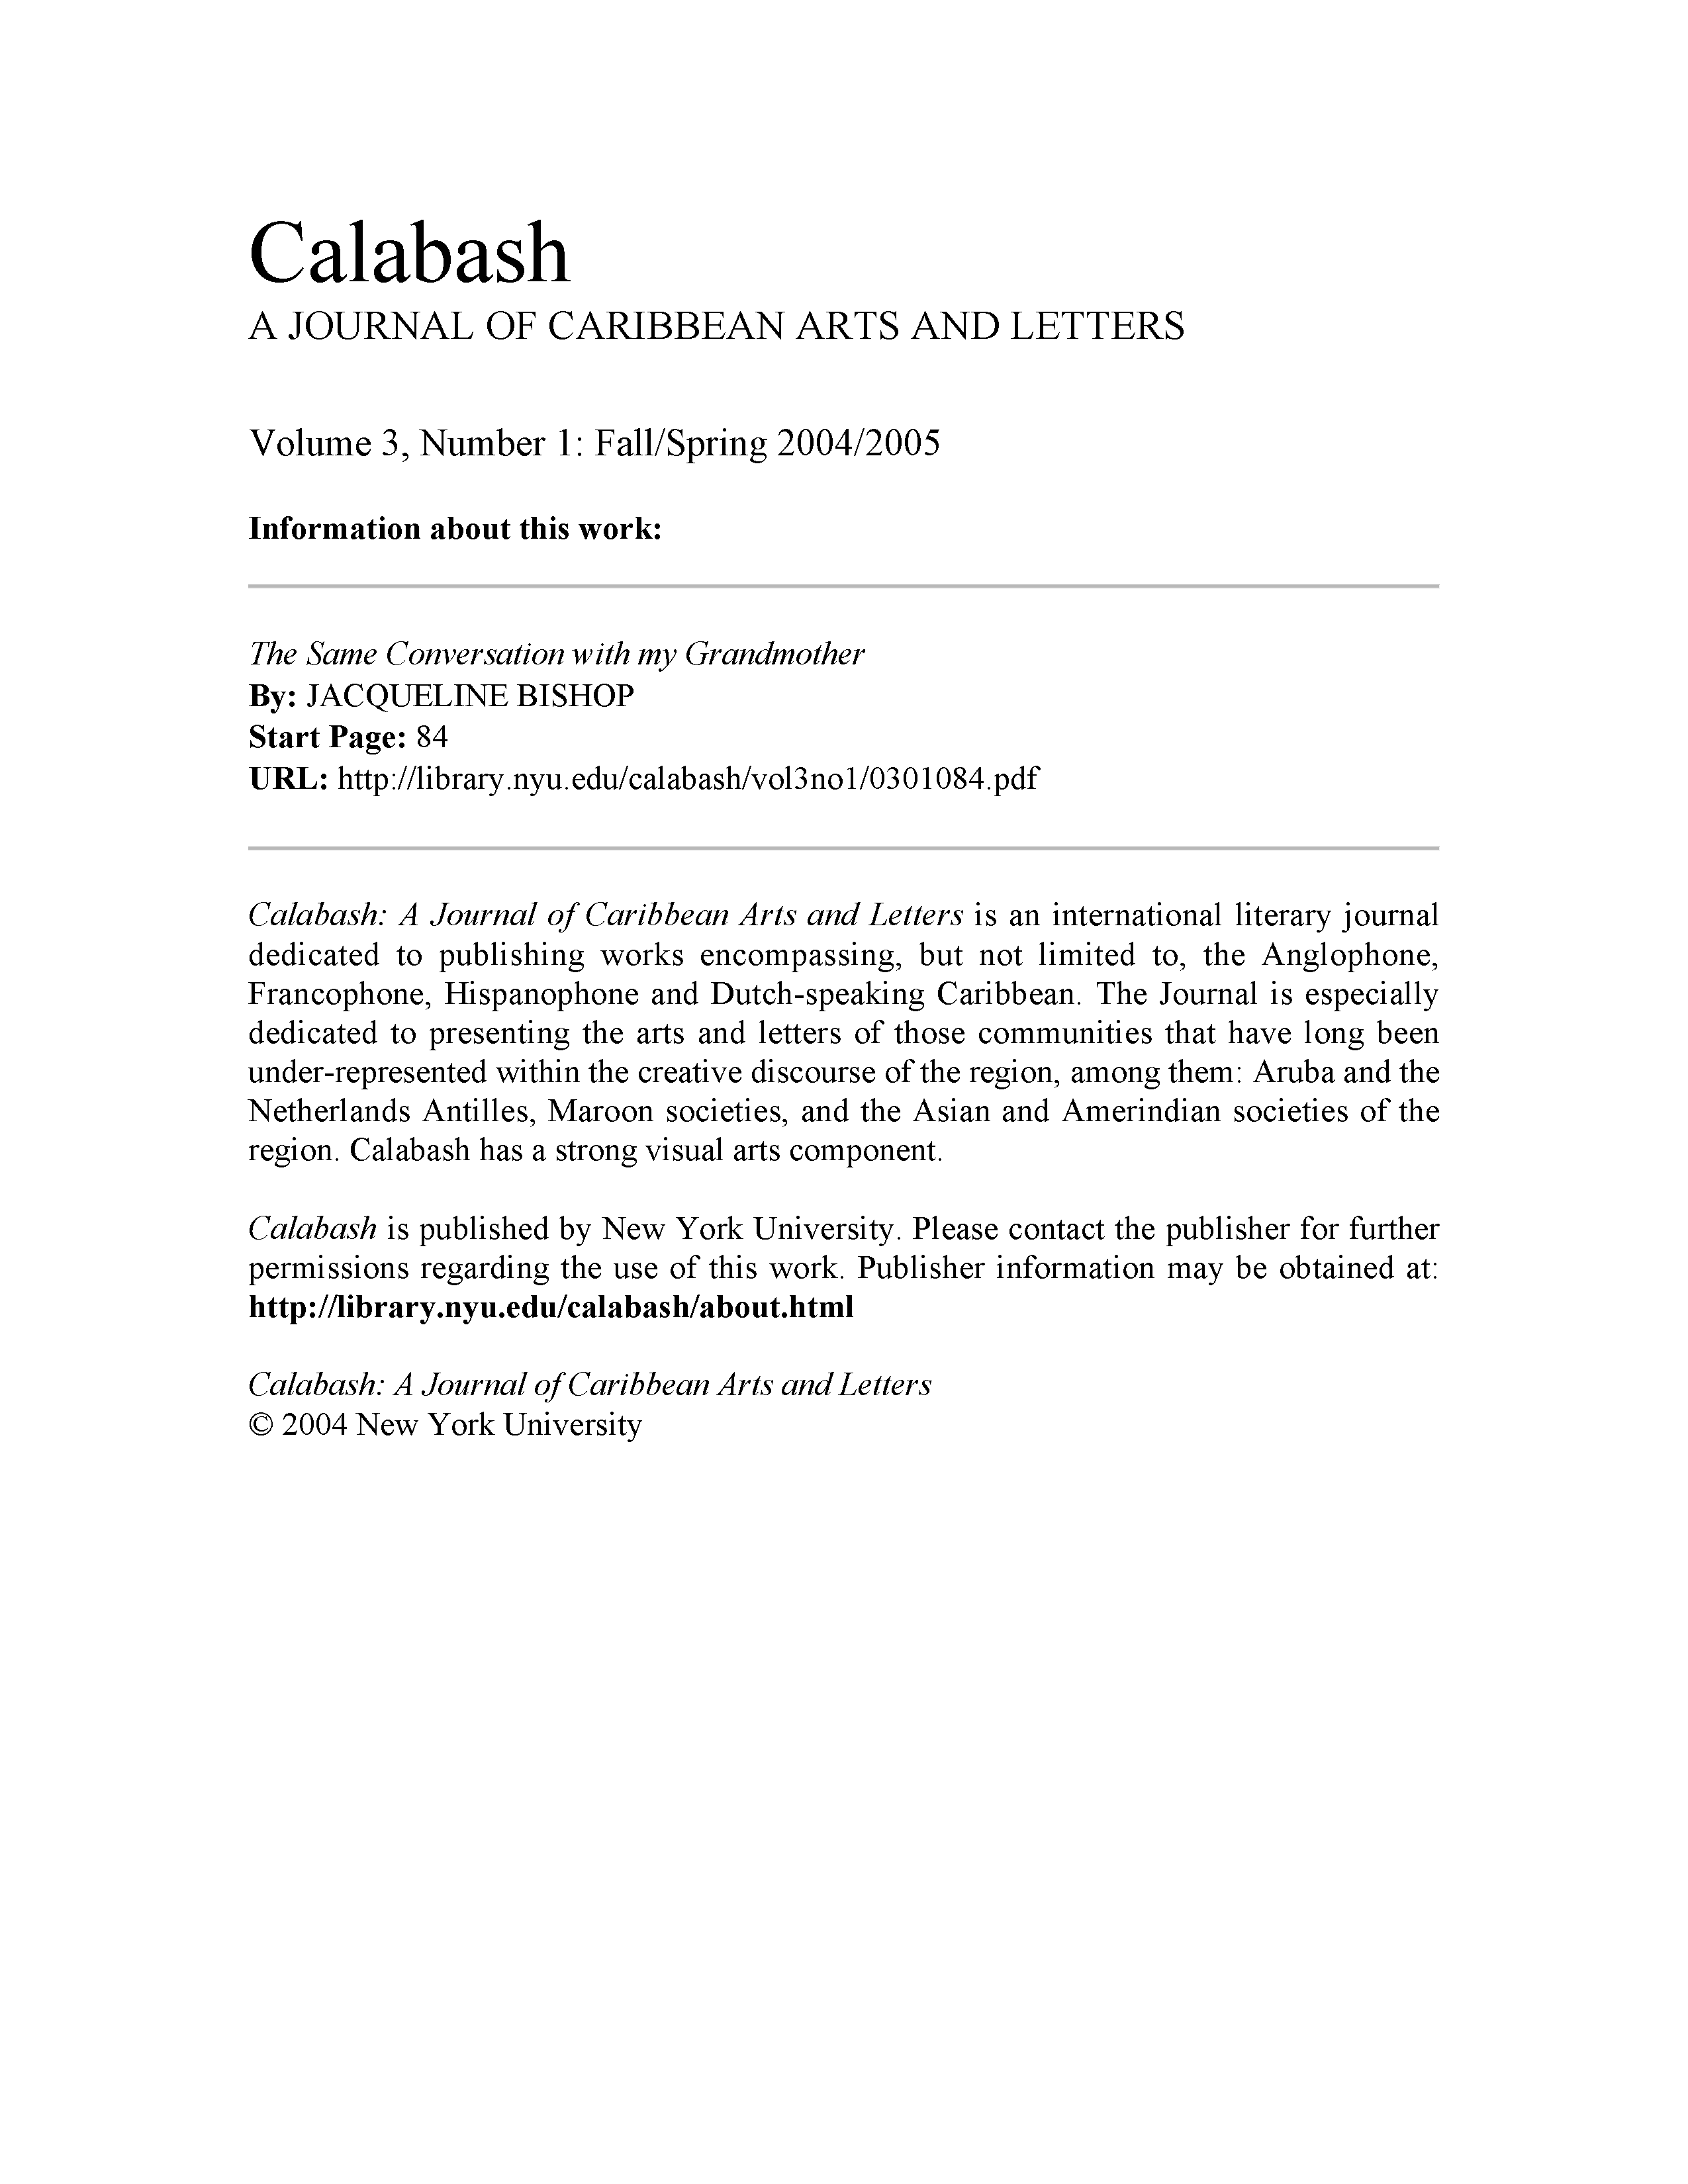 Calabash
A JOURNAL OF CARIBBEAN ARTS AND LETTERS
Volume 3, Number 1: Fall/Spring 2004/2005
Information about this work:
The Same Conversation with my Grandmother
By: JACQUELINE BISHOP
Start Page: 84
URL: http://library.nyu.edu/calabash/vol3no1/0301084.pdf
Calabash: A Journal of Caribbean Arts and Letters is an international literary journal
dedicated to publishing works encompassing, but not limited to, the Anglophone,
Francophone, Hispanophone and Dutch-speaking Caribbean. The Journal is especially
dedicated to presenting the arts and letters of those communities that have long been
under-represented within the creative discourse of the region, among them: Aruba and the
Netherlands Antilles, Maroon societies, and the Asian and Amerindian societies of the
region. Calabash has a strong visual arts component.
Calabash is published by New York University. Please contact the publisher for further
permissions regarding the use of this work. Publisher information may be obtained at:
http://library.nyu.edu/calabash/about.html
Calabash: A Journal of Caribbean Arts and Letters
© 2004 New York University